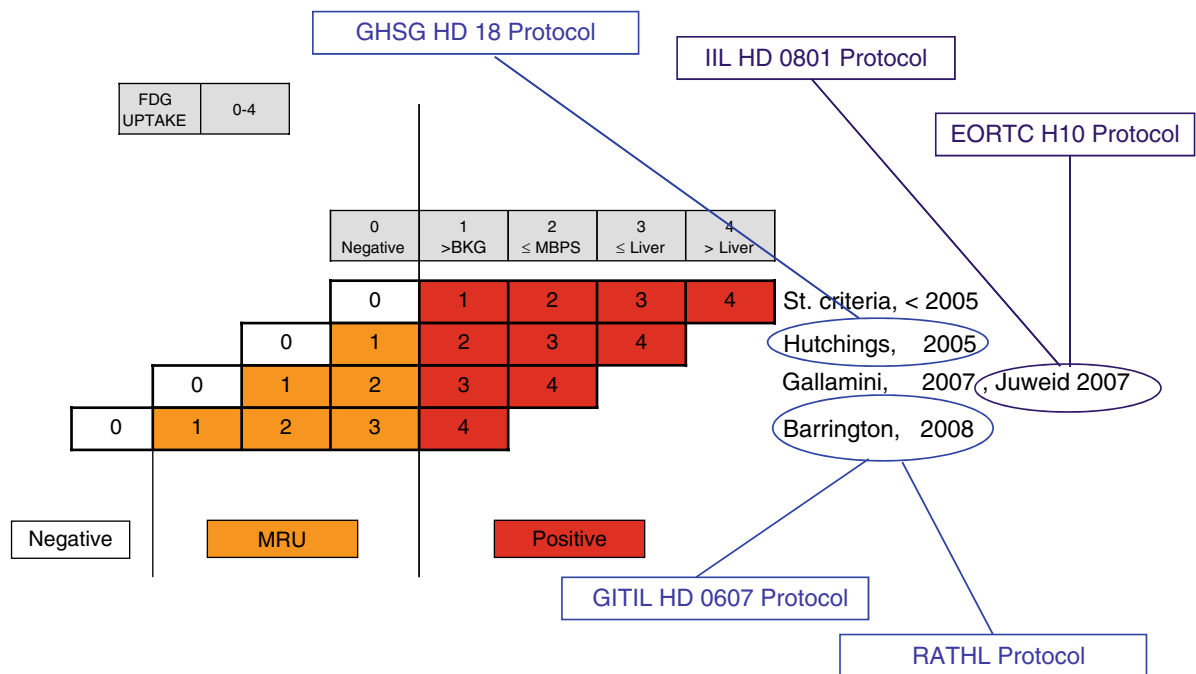 GHSG HD 18 Protocol
IIL HD 0801 Protocol
EORTC H10 Protocol
FDG UPTAKE 0-4
0 Negative
1 >BKG
2 ≤ MBPS
3 ≤ Liver
4 > Liver
0 1 2 3 4 St. criteria, < 2005
0 1 2 3 4 Hutchings, 2005
0 1 2 3 4 Gallamini, 2007, Juweid 2007
0 1 2 3 4 Barrington, 2008
Negative MRU Positive
GITIL HD 0607 Protocol
RATHL Protocol